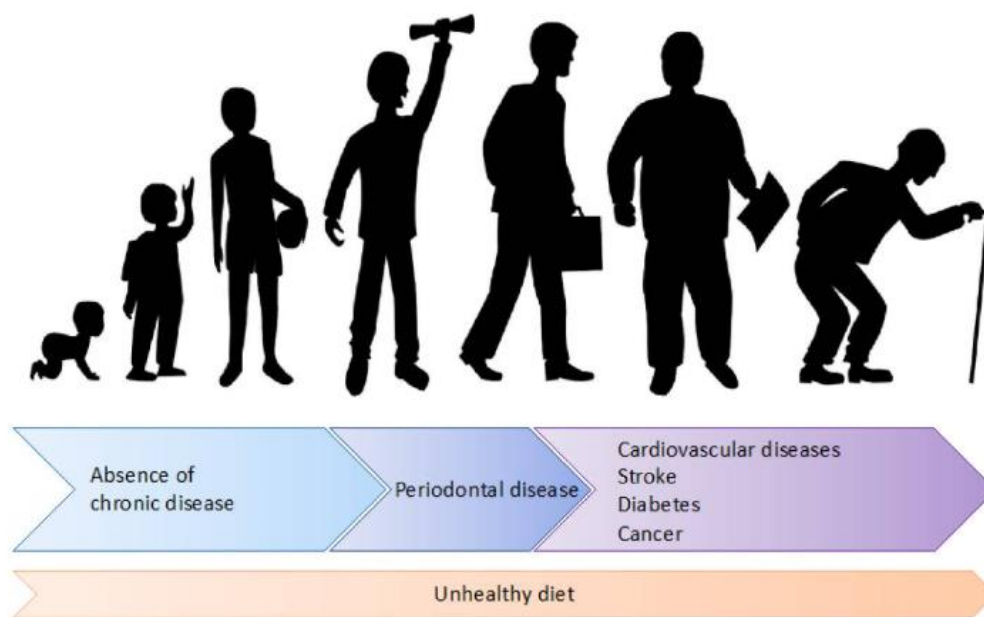 Absence of
chronic disease
Periodontal disease
Cardiovascular diseases
Stroke
Diabetes
Cancer
Unhealthy diet